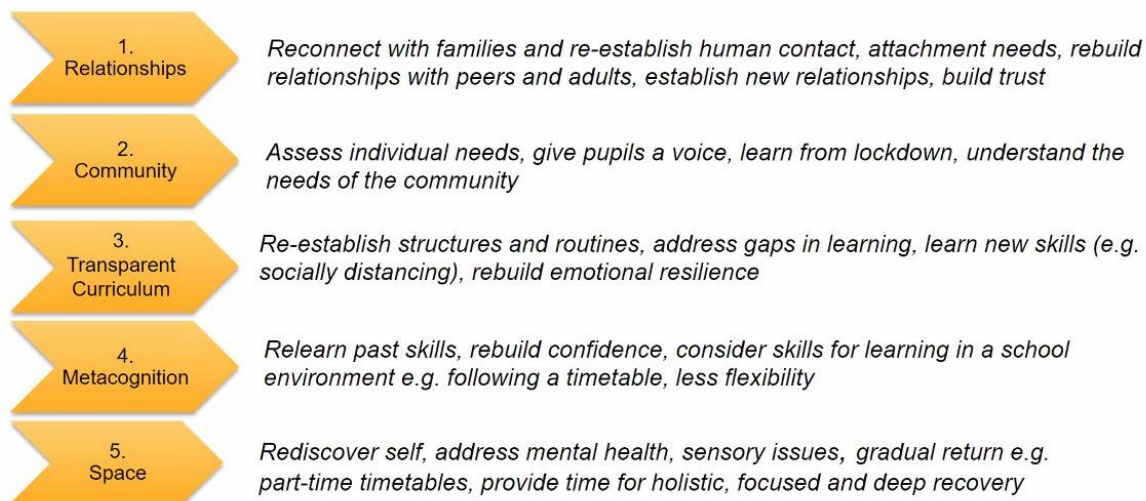 1.
Relationships
Reconnect with families and re-establish human contact, attachment needs, rebuild
relationships with peers and adults, establish new relationships, build trust
2.
Community
Assess individual needs, give pupils a voice, learn from lockdown, understand the
needs of the community
3.
Transparent
Curriculum
Re-establish structures and routines, address gaps in learning, learn new skills (e.g.
socially distancing), rebuild emotional resilience
4.
Metacognition
Relearn past skills, rebuild confidence, consider skills for learning in a school
environment e.g. following a timetable, less flexibility
5.
Space
Rediscover self, address mental health, sensory issues, gradual return e.g.
part-time timetables, provide time for holistic, focused and deep recovery